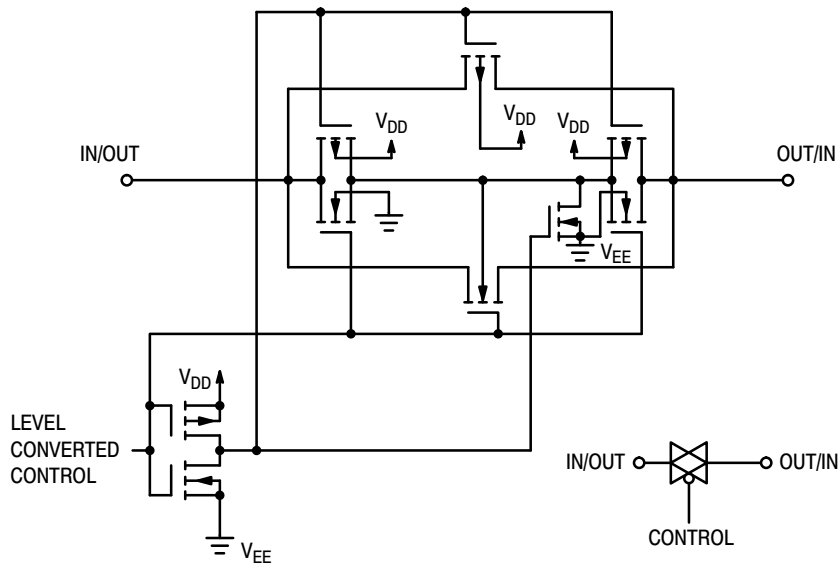 V_DD
V_DD
V_DD
IN/OUT
OUT/IN
V_EE
V_DD
LEVEL
CONVERTED
CONTROL
IN/OUT
OUT/IN
CONTROL
V_EE